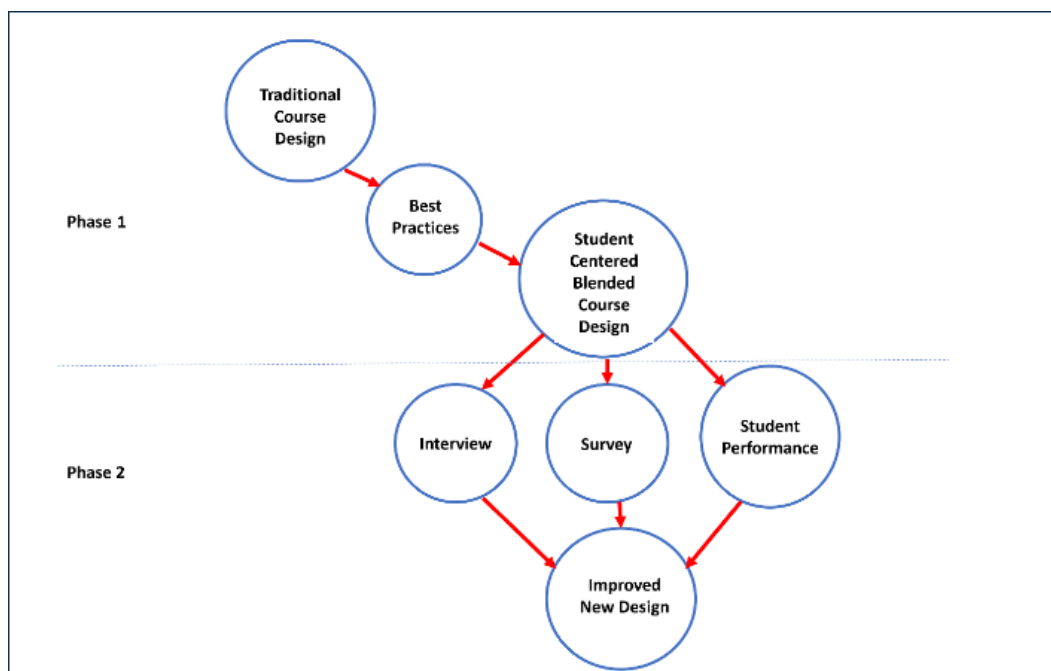 Traditional
Course
Design
Best
Practices
Phase 1
Student
Centered
Blended
Course
Design
Interview
Survey
Student
Performance
Phase 2
Improved
New Design